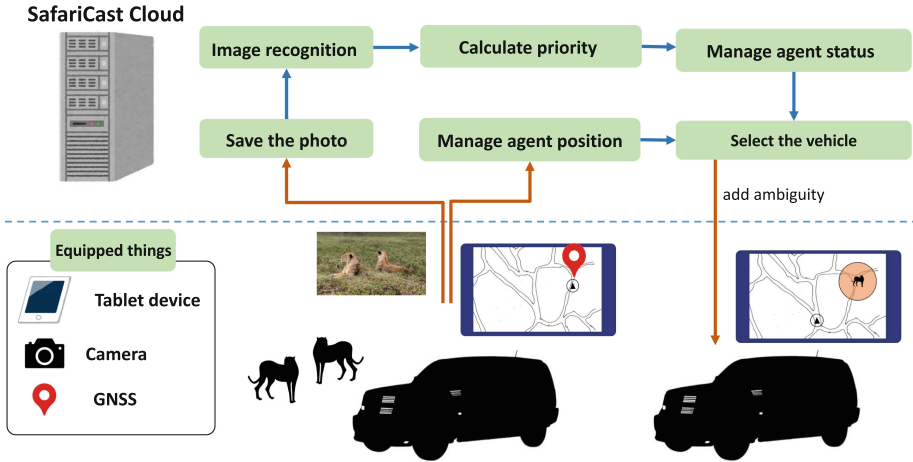 SafariCast Cloud
Image recognition
Calculate priority
Manage agent status
Save the photo
Manage agent position
Select the vehicle
add ambiguity
Equipped things
Tablet device
Camera
GNSS